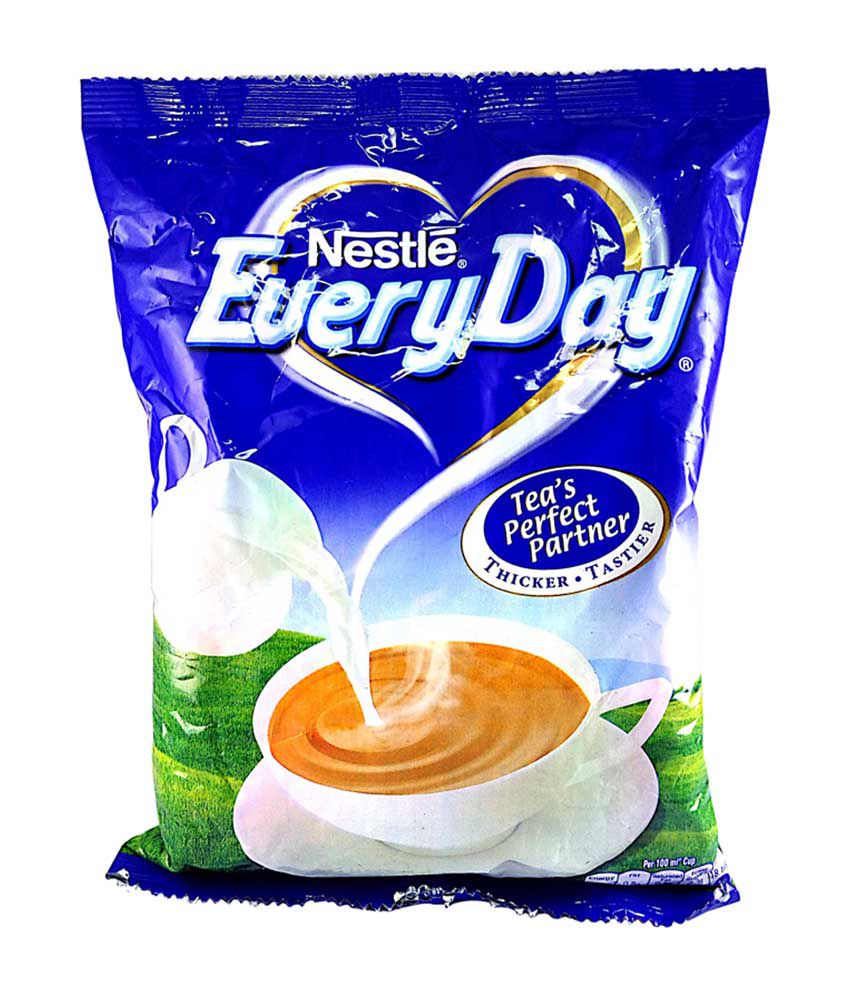 Nestlé®
EveryDay®
Tea's
Perfect
Partner
THICKER • TASTIER
Per 100 ml* Cup